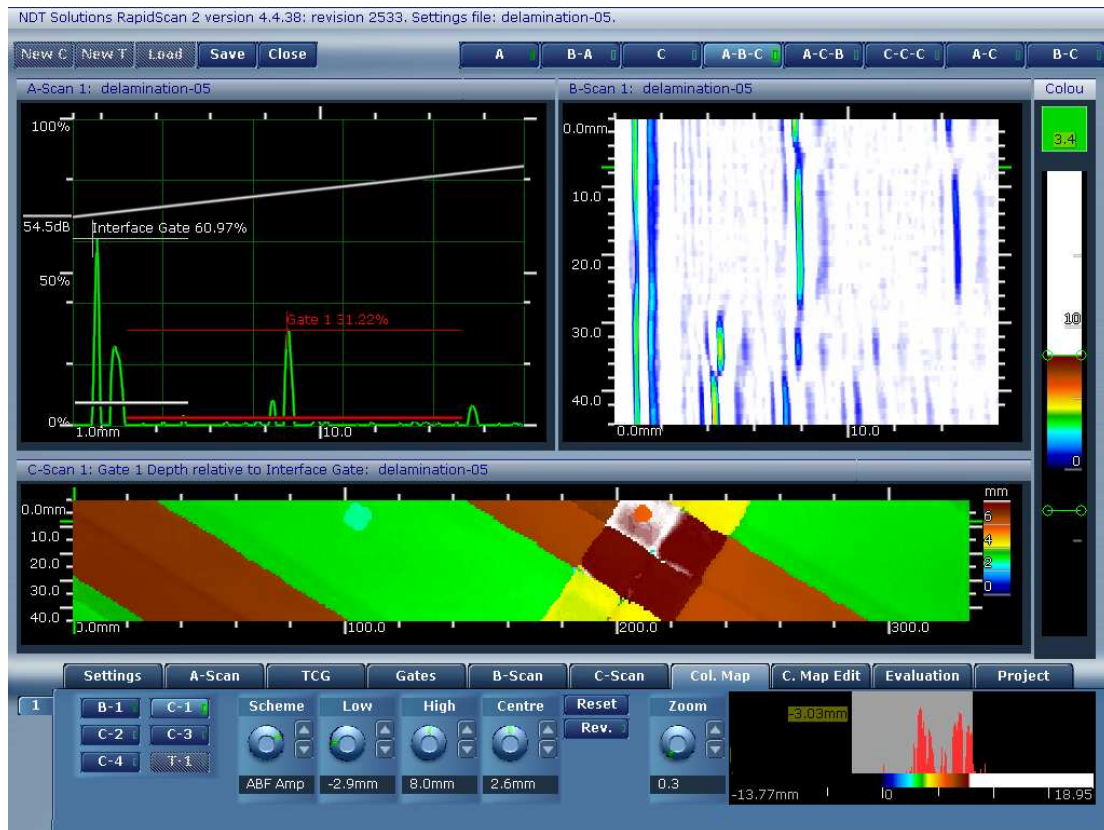 NDT Solutions RapidScan 2 version 4.4.38: revision 2533. Settings file: delamination-05.
New C New T Load Save Close A B-A C A-B-C A-C-B C-C-C A-C B-C
A-Scan 1: delamination-05 B-Scan 1: delamination-05 Colou
100%
54.5dB
Interface Gate 60.97%
50%
Gate 1 31.22%
0%
1.0mm 10.0
0.0mm
10.0
20.0
30.0
40.0
0.0mm 10.0
3.4
10
0
C-Scan 1: Gate 1 Depth relative to Interface Gate: delamination-05
0.0mm
10.0
20.0
30.0
40.0
0.0mm 100.0 200.0 300.0
mm
6
4
2
0
Settings A-Scan TCG Gates B-Scan C-Scan Col. Map C. Map Edit Evaluation Project
1
B-1 C-1
C-2 C-3
C-4 T-1
Scheme Low High Centre Reset Zoom
Rev.
ABF Amp -2.9mm 8.0mm 2.6mm 0.3
-3.03mm
-13.77mm 0 18.95